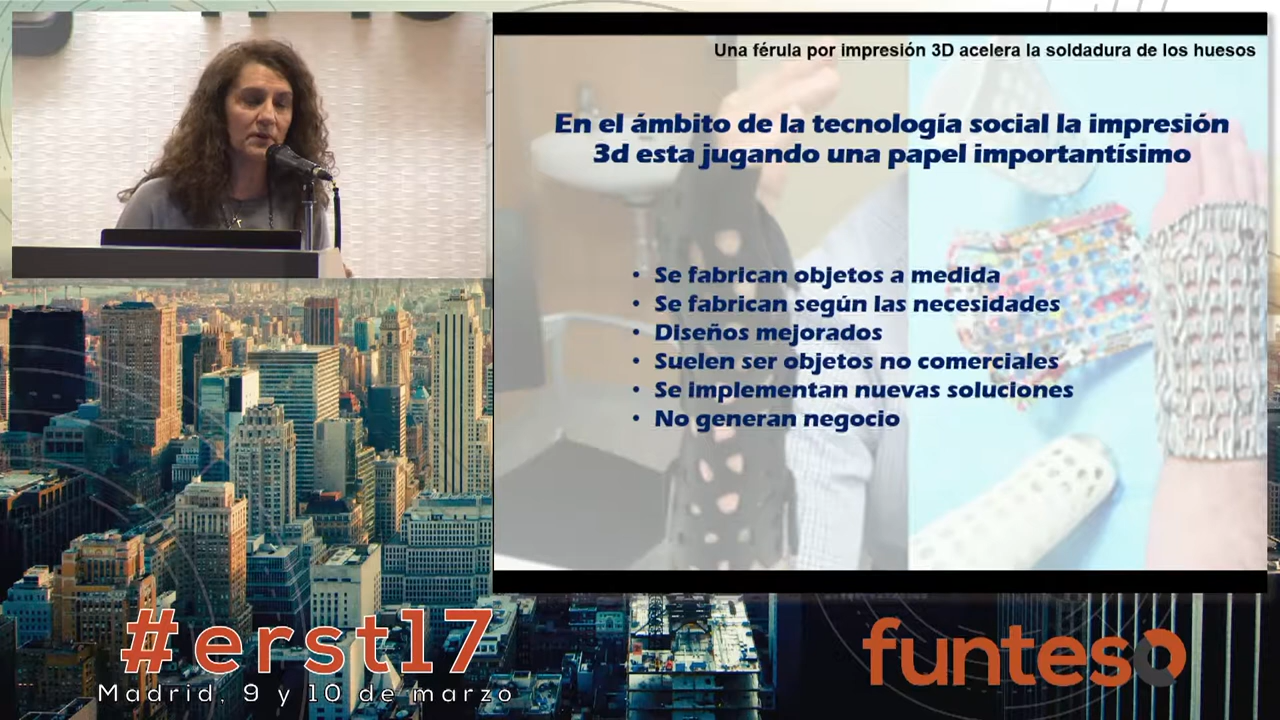 Una férula por impresión 3D acelera la soldadura de los huesos
En el ámbito de la tecnología social la impresión
3d esta jugando una papel importantísimo
• Se fabrican objetos a medida
• Se fabrican según las necesidades
• Diseños mejorados
• Suelen ser objetos no comerciales
• Se implementan nuevas soluciones
• No generan negocio
#erst17
Madrid, 9 y 10 de marzo
funteso